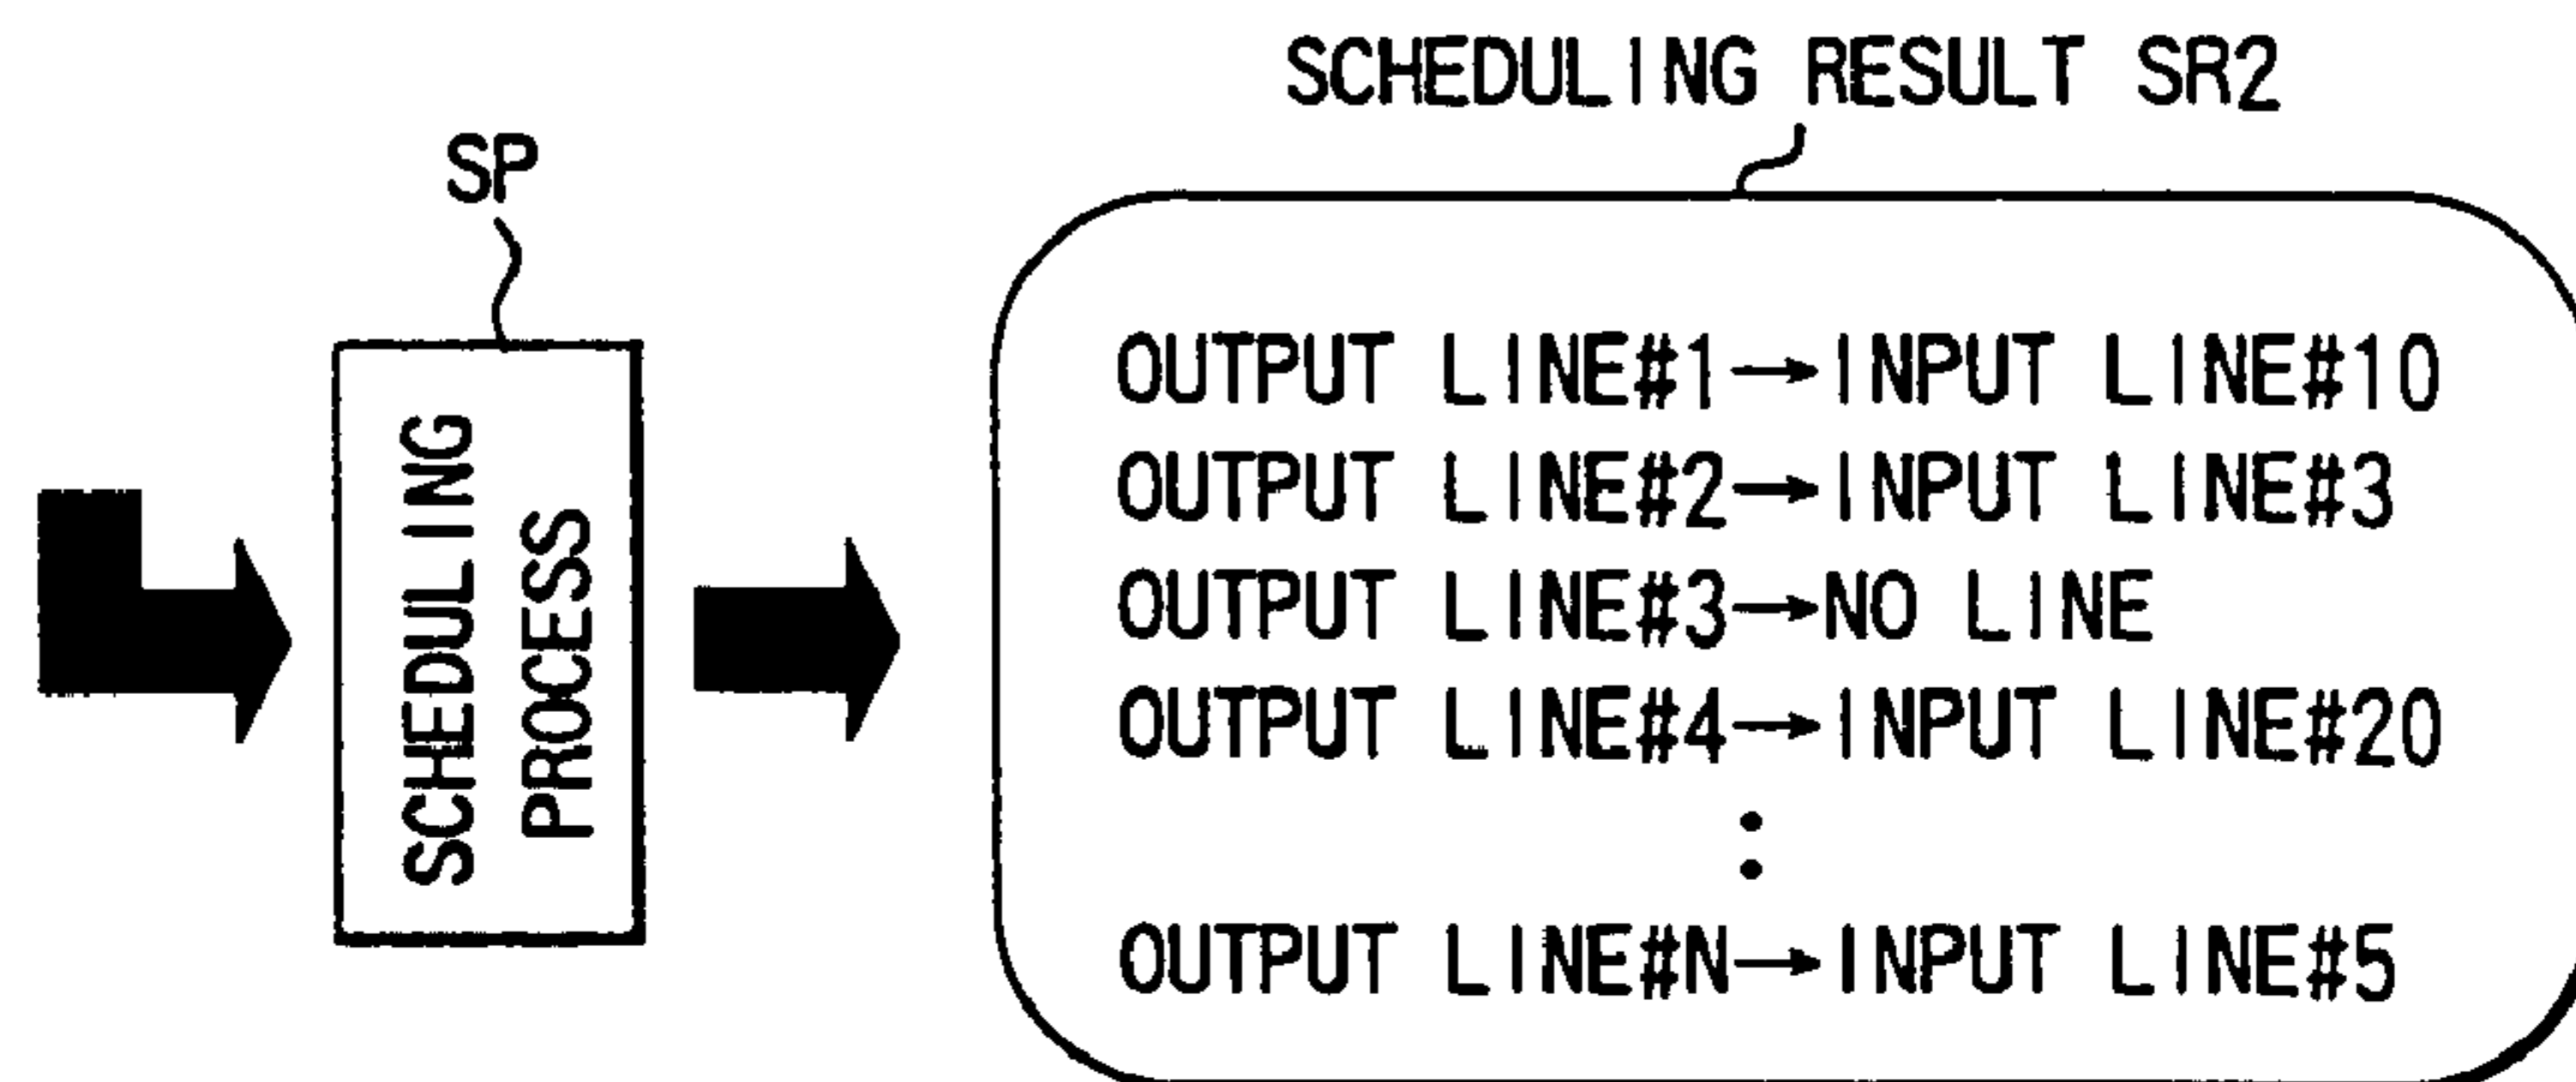 SCHEDULING RESULT SR2
SP
SCHEDULING
PROCESS
OUTPUT LINE#1→INPUT LINE#10
OUTPUT LINE#2→INPUT LINE#3
OUTPUT LINE#3→NO LINE
OUTPUT LINE#4→INPUT LINE#20
:
OUTPUT LINE#N→INPUT LINE#5